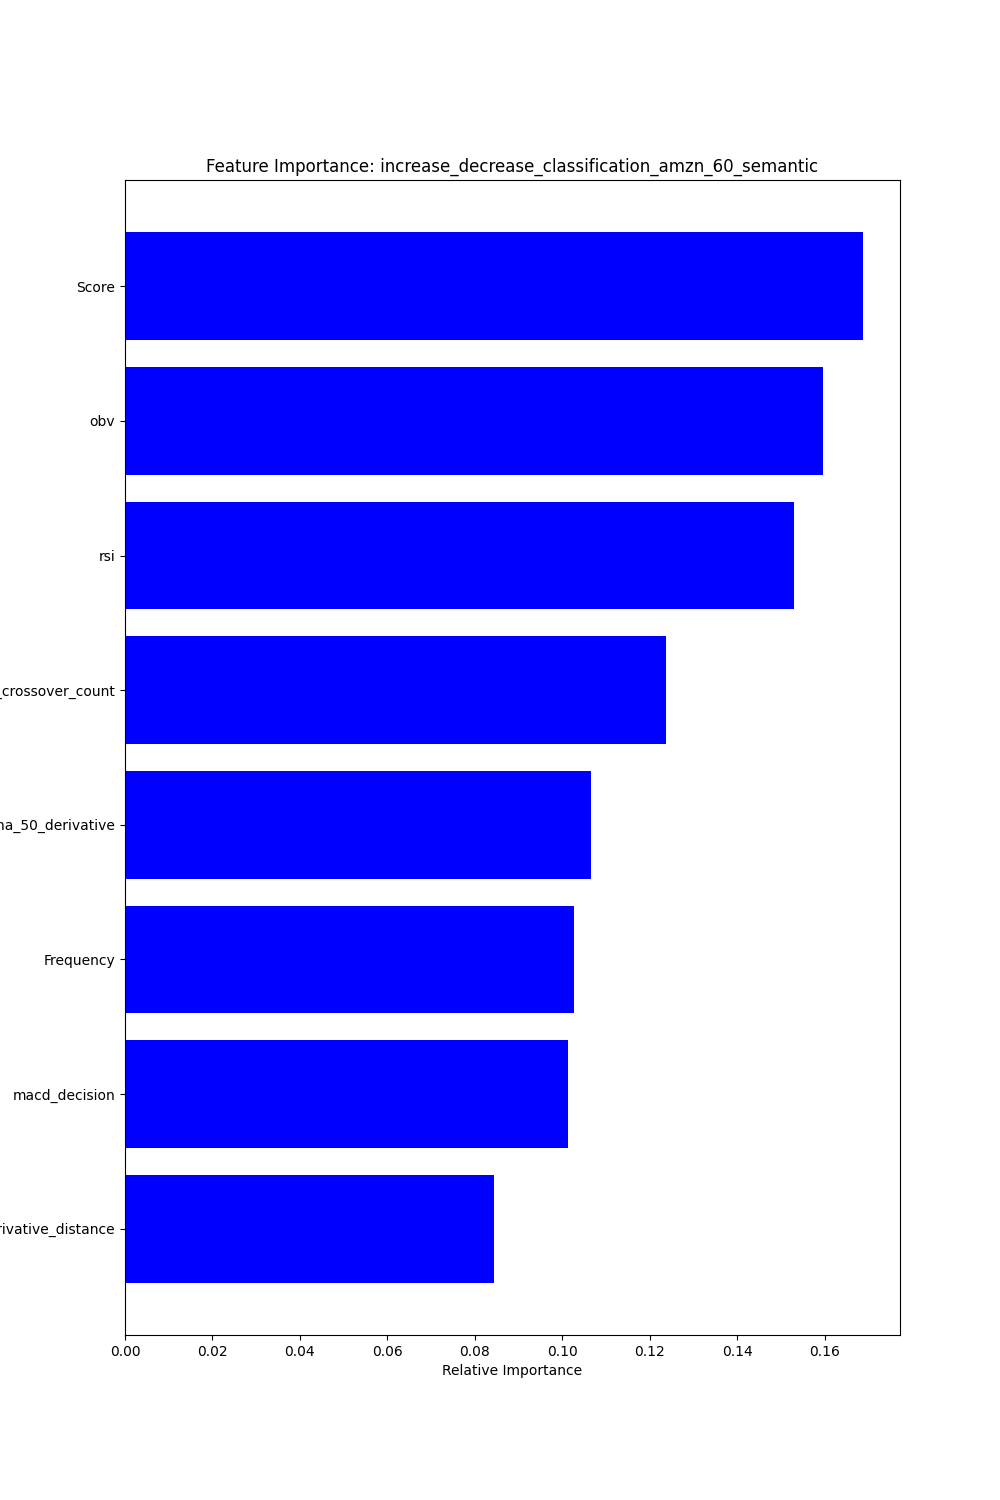 Feature Importance: increase_decrease_classification_amzn_60_semantic
Score
obv
rsi
_crossover_count
na_50_derivative
Frequency
macd_decision
rivative_distance
0.00 0.02 0.04 0.06 0.08 0.10 0.12 0.14 0.16
Relative Importance